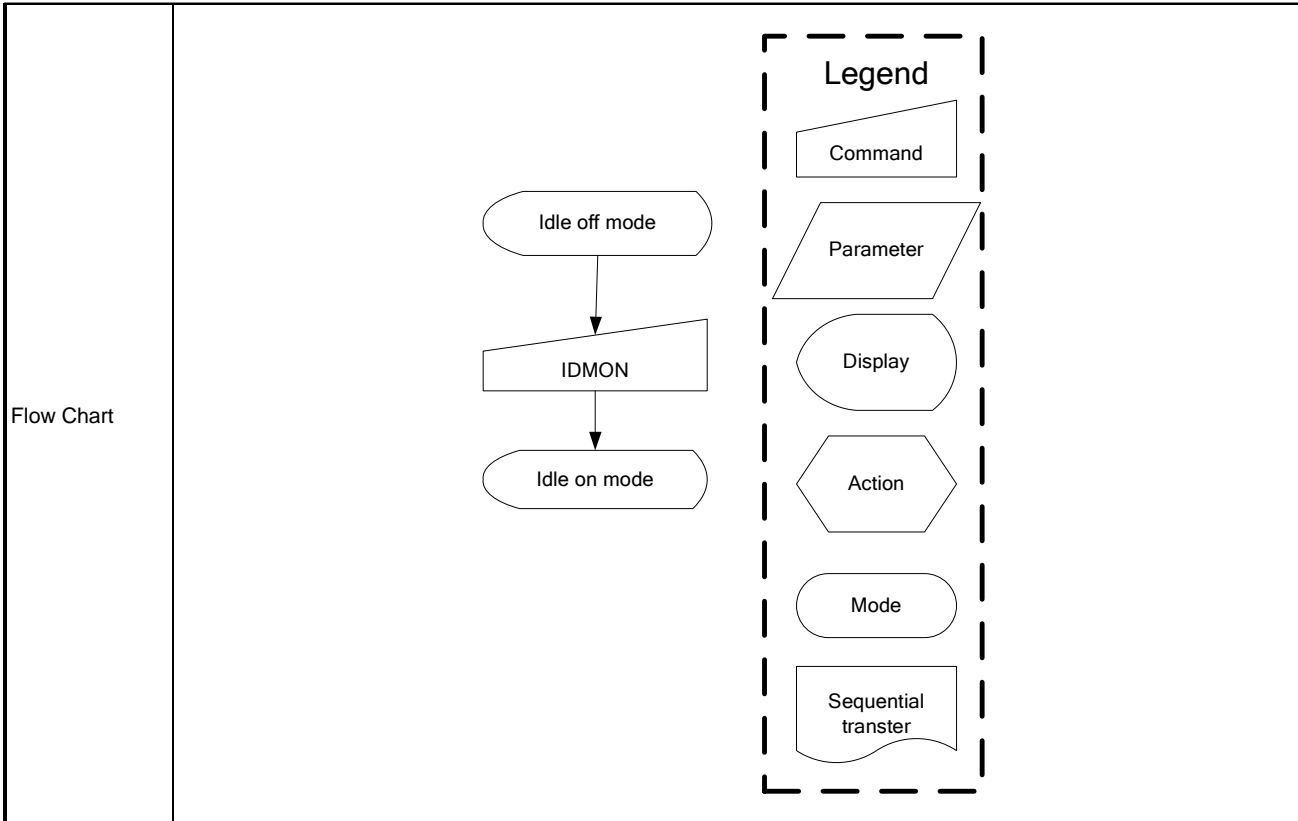 Flow Chart
Idle off mode
IDMON
Idle on mode
Legend
Command
Parameter
Display
Action
Mode
Sequential
transter